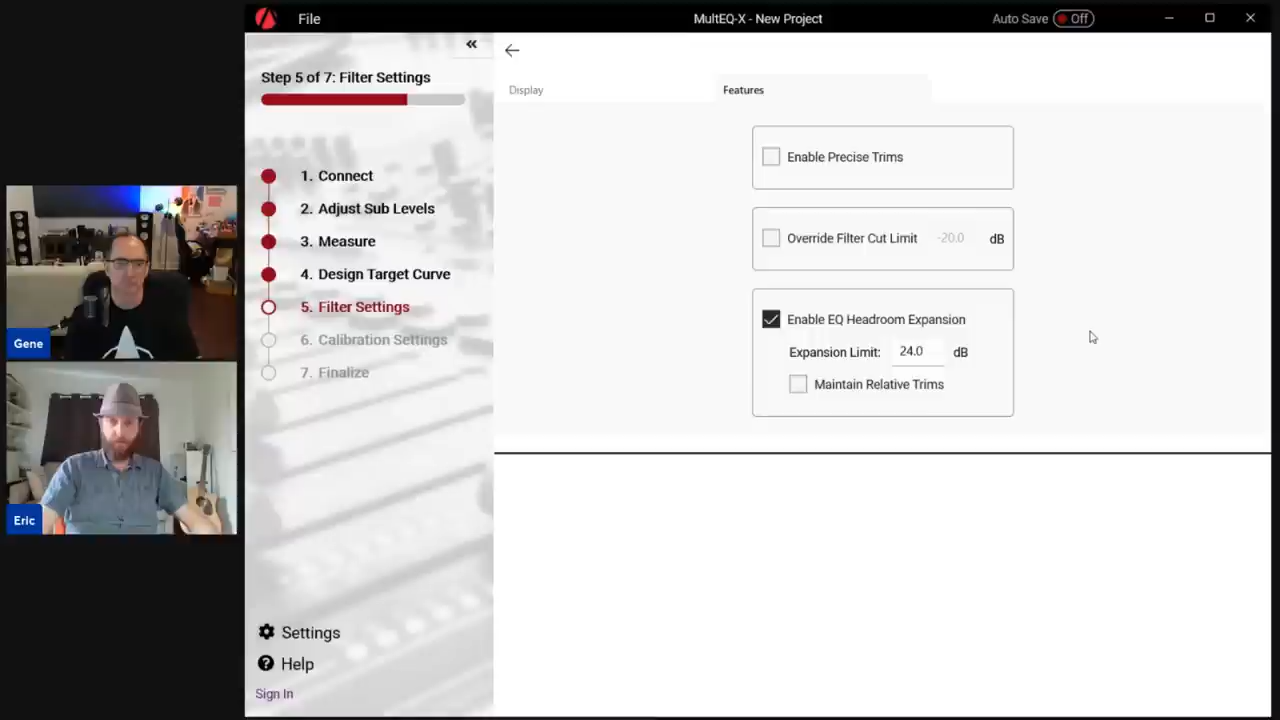 File
MultEQ-X - New Project
Auto Save
Off
Step 5 of 7: Filter Settings
1. Connect
2. Adjust Sub Levels
3. Measure
4. Design Target Curve
5. Filter Settings
6. Calibration Settings
7. Finalize
Settings
Help
Sign In
Display
Features
Enable Precise Trims
Override Filter Cut Limit -20.0 dB
Enable EQ Headroom Expansion
Expansion Limit: 24.0 dB
Maintain Relative Trims
Gene
Eric